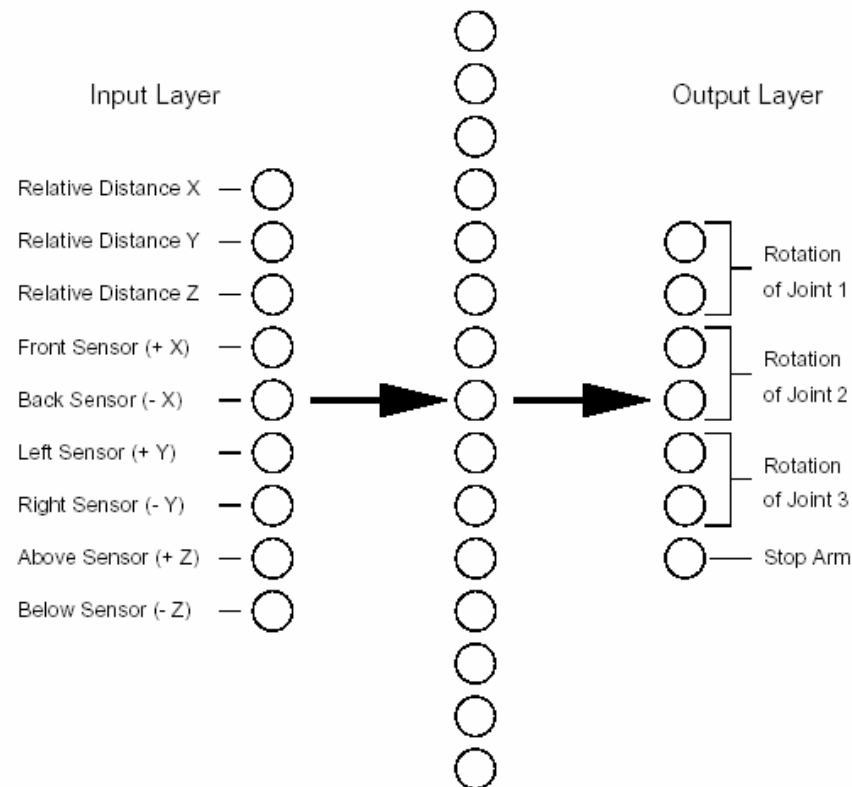 Input Layer
Output Layer
Relative Distance X
Relative Distance Y
Relative Distance Z
Front Sensor (+ X)
Back Sensor (- X)
Left Sensor (+ Y)
Right Sensor (- Y)
Above Sensor (+ Z)
Below Sensor (- Z)
Rotation
of Joint 1
Rotation
of Joint 2
Rotation
of Joint 3
Stop Arm